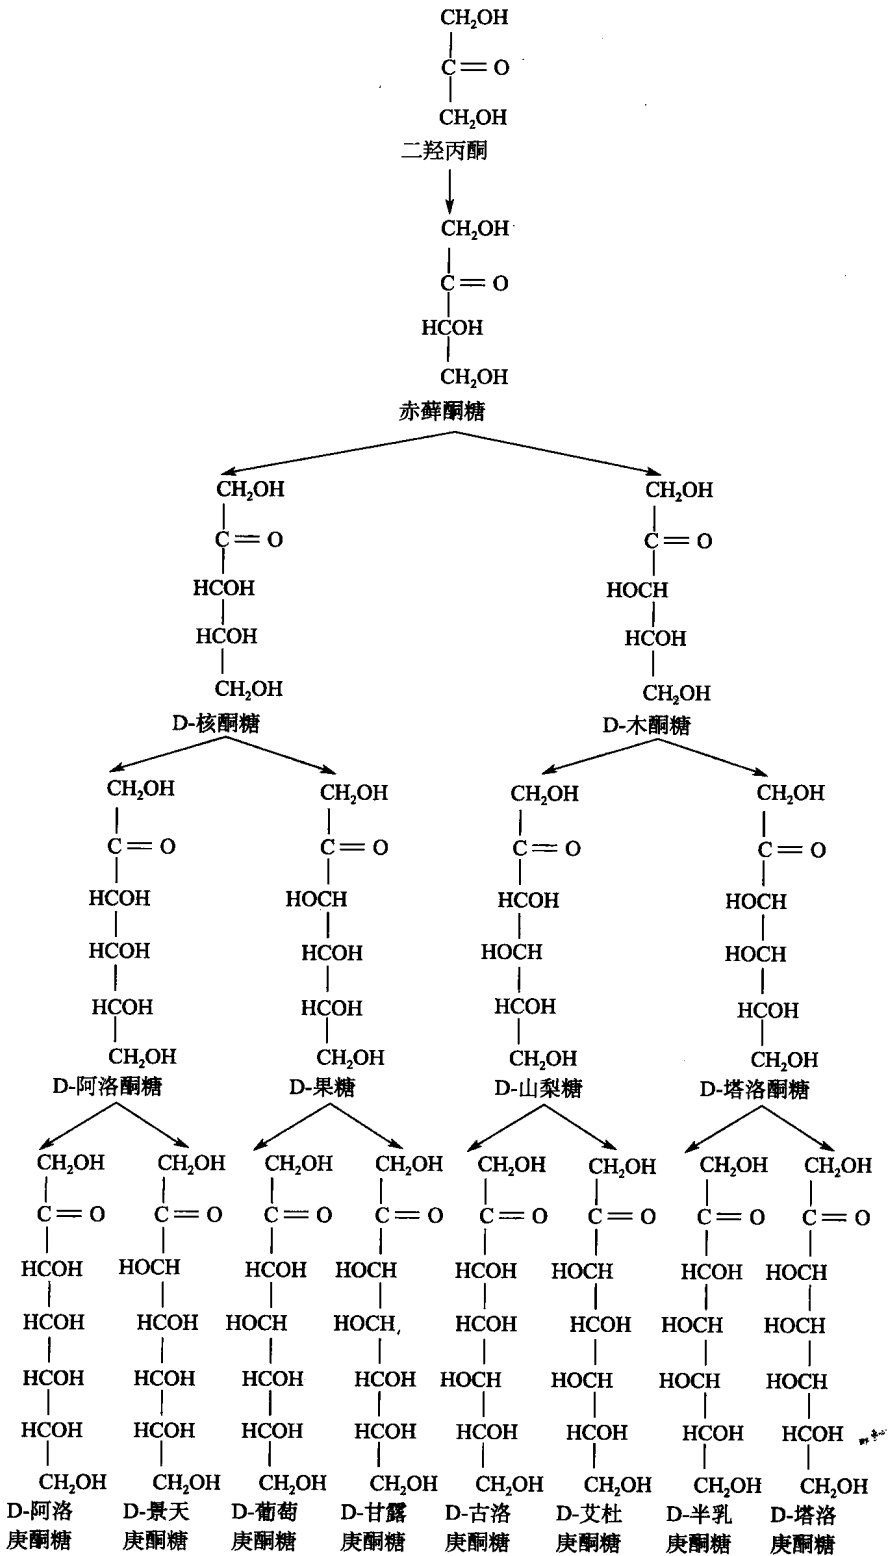 CH₂OH
C=O
CH₂OH
二羟丙酮
CH₂OH
C=O
HCOH
CH₂OH
赤藓酮糖
CH₂OH CH₂OH
C=O C=O
HCOH HOCH
HCOH HCOH
CH₂OH CH₂OH
D-核酮糖 D-木酮糖
CH₂OH CH₂OH CH₂OH CH₂OH
C=O C=O C=O C=O
HCOH HOCH HCOH HOCH
HCOH HCOH HOCH HOCH
HCOH HCOH HCOH HCOH
CH₂OH CH₂OH CH₂OH CH₂OH
D-阿洛酮糖 D-果糖 D-山梨糖 D-塔洛酮糖
CH₂OH CH₂OH CH₂OH CH₂OH CH₂OH CH₂OH CH₂OH CH₂OH
C=O C=O C=O C=O C=O C=O C=O C=O
HCOH HOCH HCOH HOCH HCOH HOCH HCOH HOCH
HCOH HCOH HOCH HOCH HCOH HCOH HOCH HOCH
HCOH HCOH HCOH HCOH HOCH HOCH HOCH HOCH
HCOH HCOH HCOH HCOH HCOH HCOH HCOH HCOH
CH₂OH CH₂OH CH₂OH CH₂OH CH₂OH CH₂OH CH₂OH CH₂OH
D-阿洛 D-景天 D-葡萄 D-甘露 D-古洛 D-艾杜 D-半乳 D-塔洛
庚酮糖 庚酮糖 庚酮糖 庚酮糖 庚酮糖 庚酮糖 庚酮糖 庚酮糖